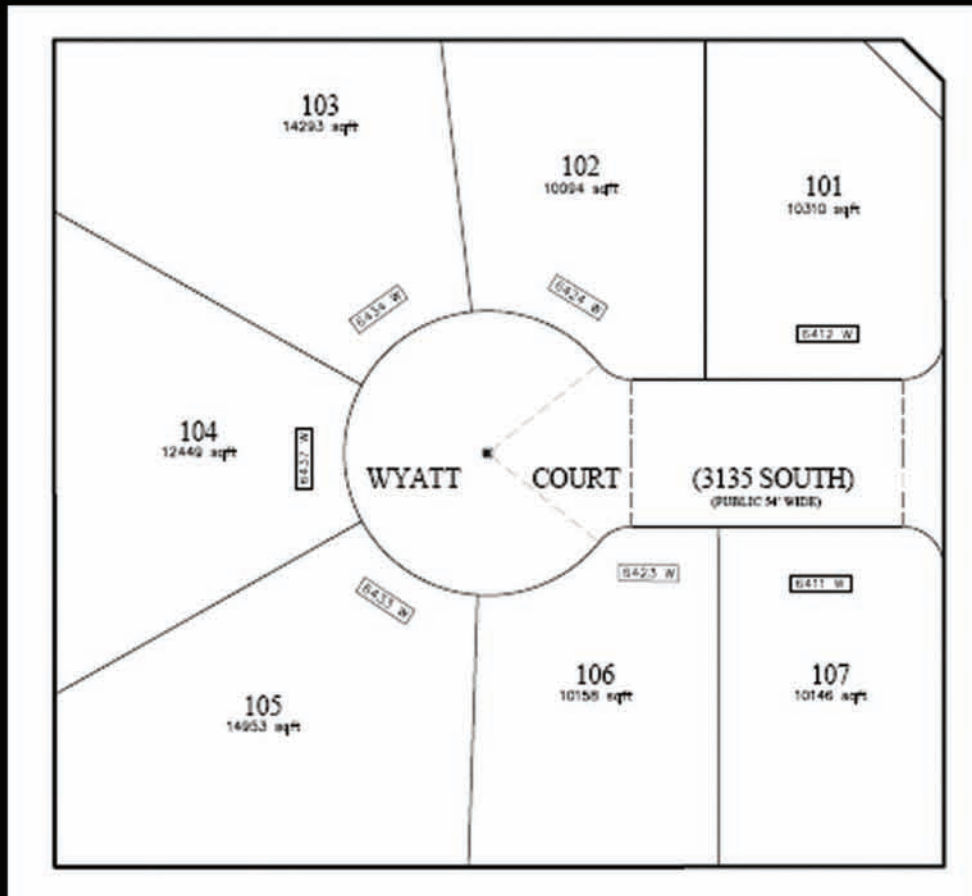 103
14293 sqft
102
10094 sqft
101
10310 sqft
6434 W
6424 W
6412 W
104
12449 sqft
6437 W
WYATT COURT (3135 SOUTH)
(PUBLIC 54' WIDE)
6433 W
6423 W
6411 W
105
14953 sqft
106
10158 sqft
107
10146 sqft